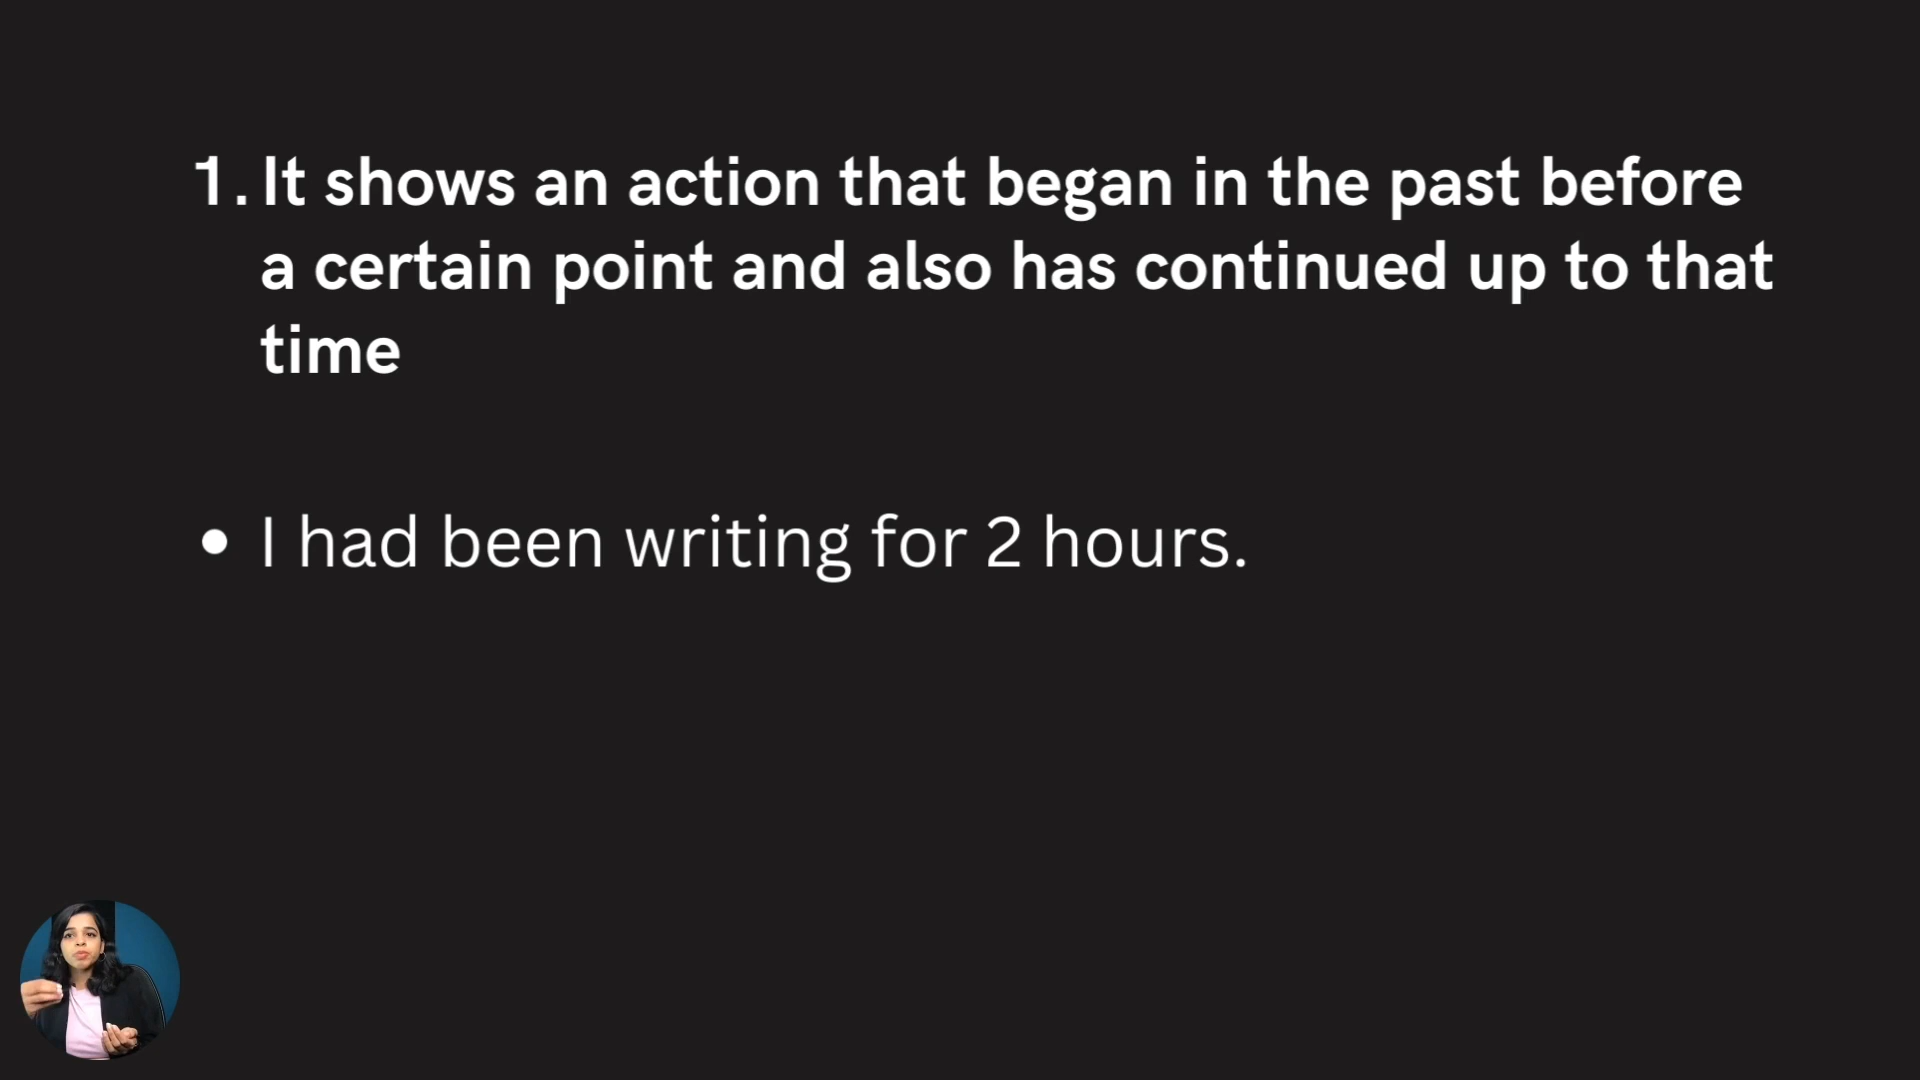 1. It shows an action that began in the past before
a certain point and also has continued up to that
time
• I had been writing for 2 hours.